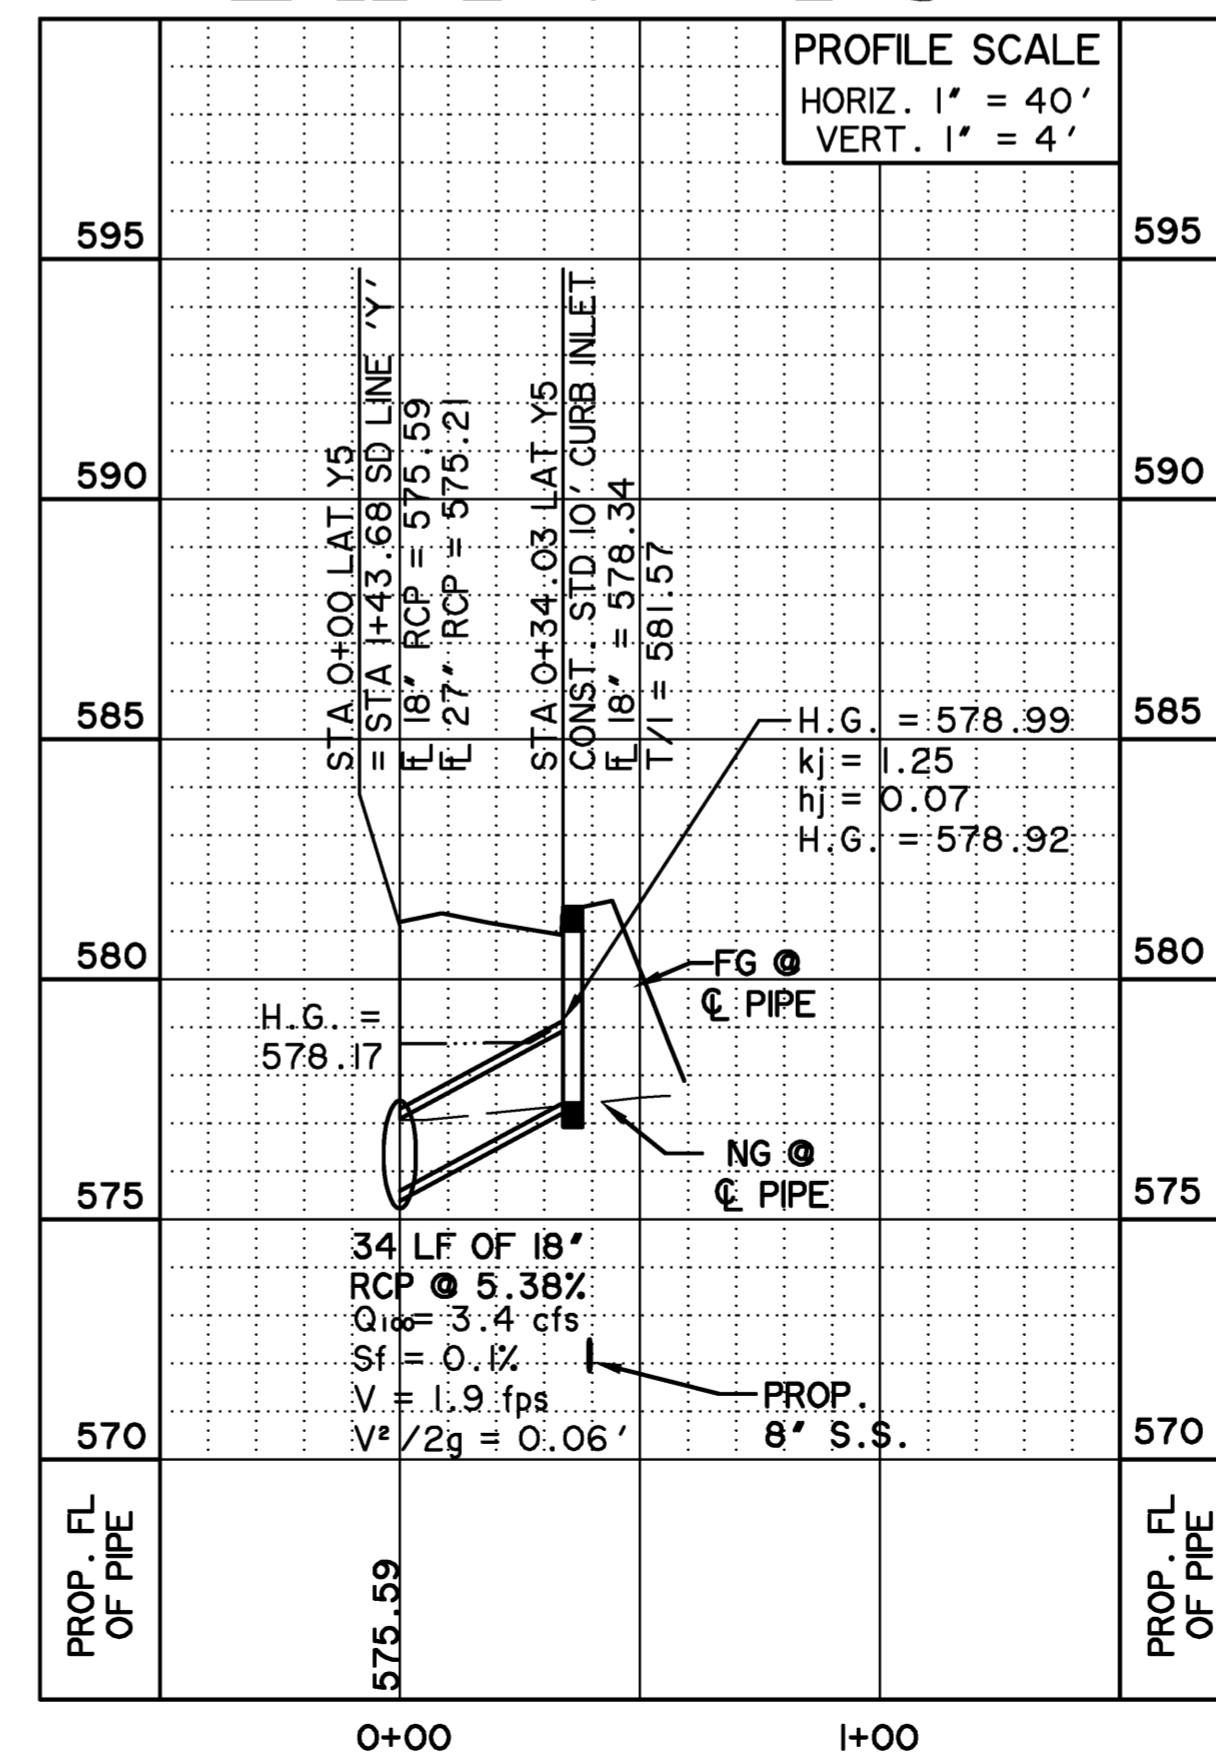 PROFILE SCALE
HORIZ. 1" = 40'
VERT. 1" = 4'
595
595
590
590
585
585
580
580
575
575
570
570
STA 0+00 LAT Y5
= STA 1+43.68 SD LINE 'Y'
FL 18" RCP = 575.59
FL 27" RCP = 575.21
STA 0+34.03 LAT Y5
CONST. STD 10' CURB INLET
FL 18" = 578.34
T/I = 581.57
H.G. = 578.99
kj = 1.25
hj = 0.07
H.G. = 578.92
FG @
℄ PIPE
H.G. =
578.17
NG @
℄ PIPE
34 LF OF 18"
RCP @ 5.38%
Q100= 3.4 cfs
Sf = 0.1%
V = 1.9 fps
V²/2g = 0.06'
PROP.
8" S.S.
PROP. FL
OF PIPE
575.59
PROP. FL
OF PIPE
0+00
1+00